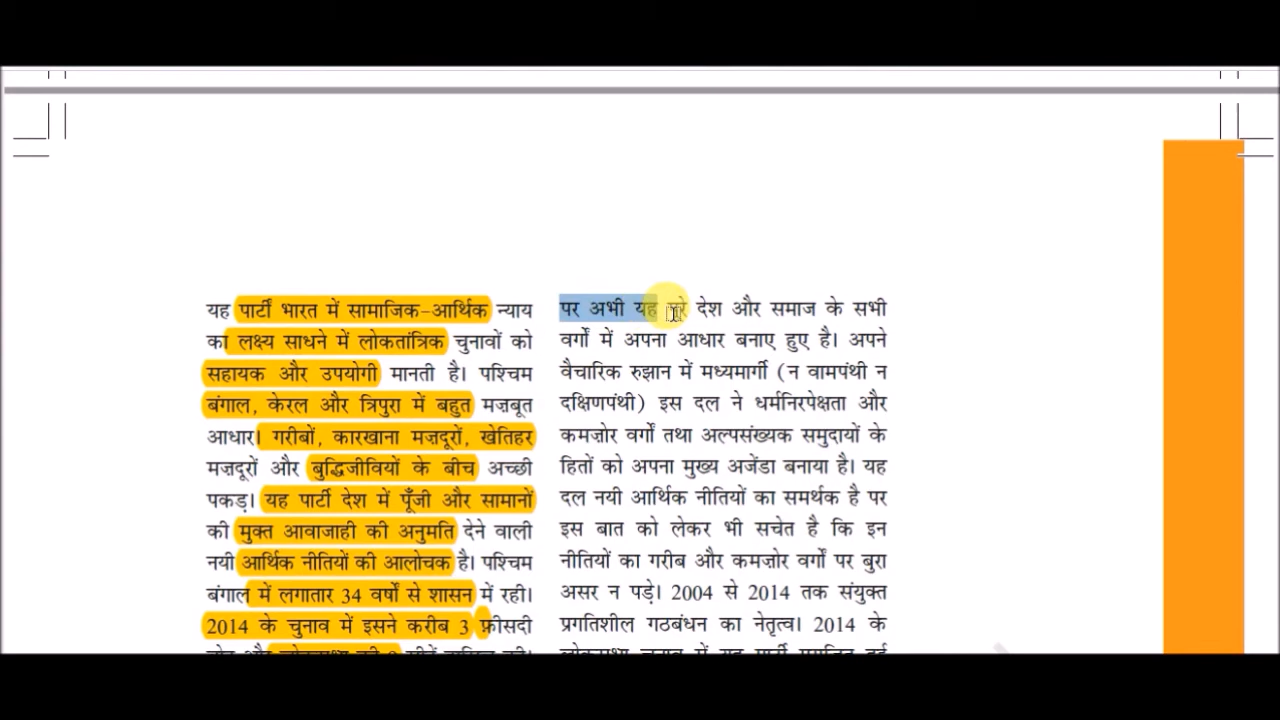 यह पार्टी भारत में सामाजिक-आर्थिक न्याय
का लक्ष्य साधने में लोकतांत्रिक चुनावों को
सहायक और उपयोगी मानती है। पश्चिम
बंगाल, केरल और त्रिपुरा में बहुत मज़बूत
आधार। गरीबों, कारखाना मज़दूरों, खेतिहर
मज़दूरों और बुद्धिजीवियों के बीच अच्छी
पकड़। यह पार्टी देश में पूँजी और सामानों
की मुक्त आवाजाही की अनुमति देने वाली
नयी आर्थिक नीतियों की आलोचक है। पश्चिम
बंगाल में लगातार 34 वर्षों से शासन में रही।
2014 के चुनाव में इसने करीब 3 फ़ीसदी
पर अभी यह देश और समाज के सभी
वर्गों में अपना आधार बनाए हुए है। अपने
वैचारिक रुझान में मध्यमार्गी (न वामपंथी न
दक्षिणपंथी) इस दल ने धर्मनिरपेक्षता और
कमज़ोर वर्गों तथा अल्पसंख्यक समुदायों के
हितों को अपना मुख्य अजेंडा बनाया है। यह
दल नयी आर्थिक नीतियों का समर्थक है पर
इस बात को लेकर भी सचेत है कि इन
नीतियों का गरीब और कमज़ोर वर्गों पर बुरा
असर न पड़े। 2004 से 2014 तक संयुक्त
प्रगतिशील गठबंधन का नेतृत्व। 2014 के